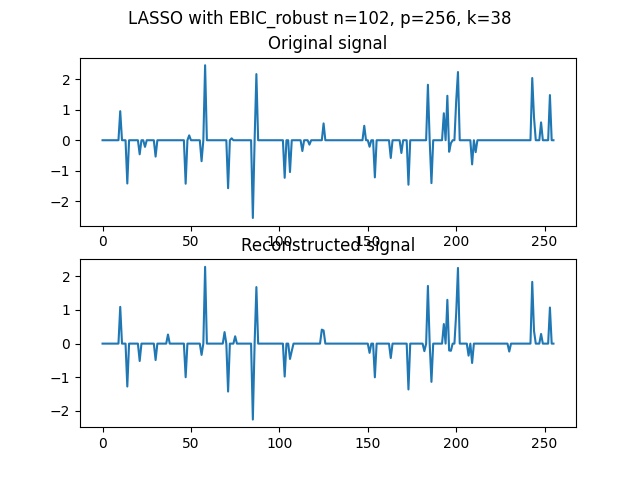 LASSO with EBIC_robust n=102, p=256, k=38
Original signal
2
1
0
−1
−2
0 50 100 150 200 250
Reconstructed signal
2
1
0
−1
−2
0 50 100 150 200 250